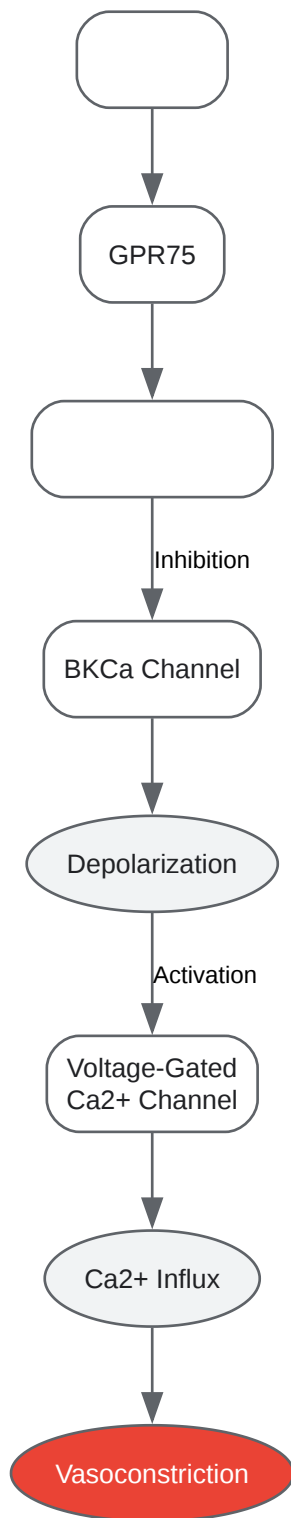 GPR75
Inhibition
BKCa Channel
Depolarization
Activation
Voltage-Gated
Ca2+ Channel
Ca2+ Influx
Vasoconstriction